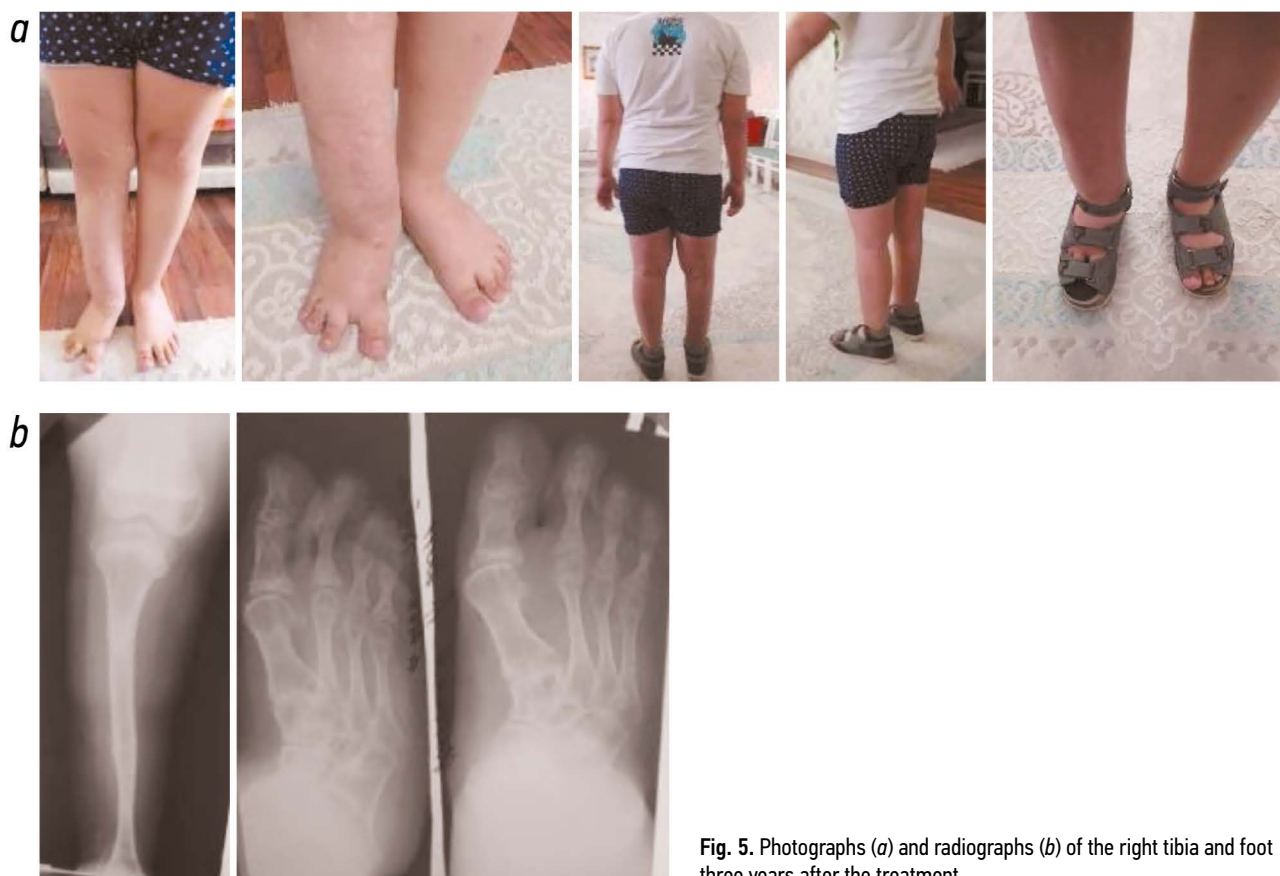 a
b
Fig. 5. Photographs (a) and radiographs (b) of the right tibia and foot
three years after the treatment